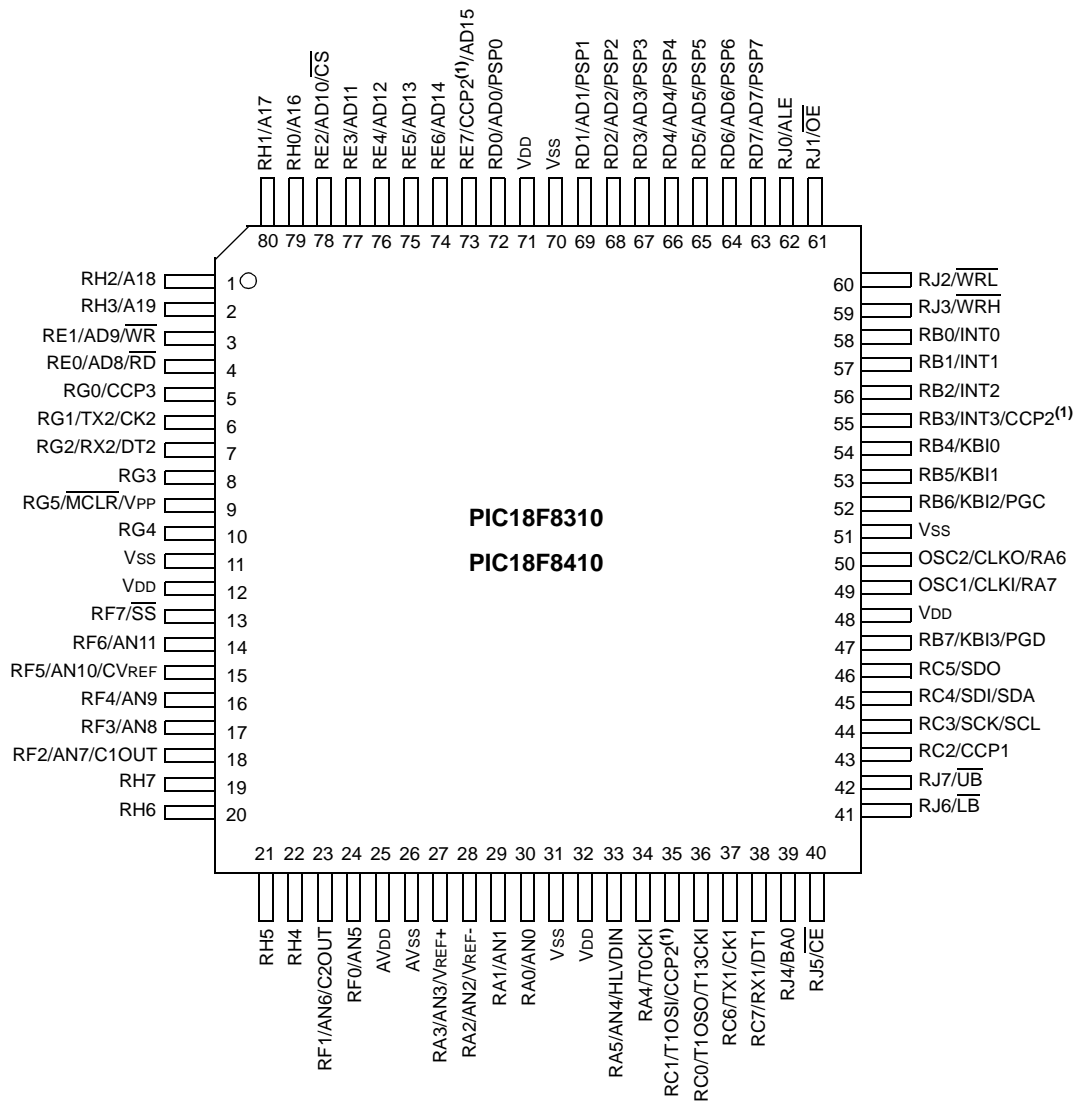 RH1/A17
RH0/A16
RE2/AD10/CS
RE3/AD11
RE4/AD12
RE5/AD13
RE6/AD14
RE7/CCP2(1)/AD15
RD0/AD0/PSP0
VDD
VSS
RD1/AD1/PSP1
RD2/AD2/PSP2
RD3/AD3/PSP3
RD4/AD4/PSP4
RD5/AD5/PSP5
RD6/AD6/PSP6
RD7/AD7/PSP7
RJ0/ALE
RJ1/OE
80 79 78 77 76 75 74 73 72 71 70 69 68 67 66 65 64 63 62 61
RH2/A18 1
RH3/A19 2
RE1/AD9/WR 3
RE0/AD8/RD 4
RG0/CCP3 5
RG1/TX2/CK2 6
RG2/RX2/DT2 7
RG3 8
RG5/MCLR/VPP 9
RG4 10
VSS 11
VDD 12
RF7/SS 13
RF6/AN11 14
RF5/AN10/CVREF 15
RF4/AN9 16
RF3/AN8 17
RF2/AN7/C1OUT 18
RH7 19
RH6 20
PIC18F8310
PIC18F8410
60 RJ2/WRL
59 RJ3/WRH
58 RB0/INT0
57 RB1/INT1
56 RB2/INT2
55 RB3/INT3/CCP2(1)
54 RB4/KBI0
53 RB5/KBI1
52 RB6/KBI2/PGC
51 VSS
50 OSC2/CLKO/RA6
49 OSC1/CLKI/RA7
48 VDD
47 RB7/KBI3/PGD
46 RC5/SDO
45 RC4/SDI/SDA
44 RC3/SCK/SCL
43 RC2/CCP1
42 RJ7/UB
41 RJ6/LB
21 22 23 24 25 26 27 28 29 30 31 32 33 34 35 36 37 38 39 40
RH5
RH4
RF1/AN6/C2OUT
RF0/AN5
AVDD
AVSS
RA3/AN3/VREF+
RA2/AN2/VREF-
RA1/AN1
RA0/AN0
VSS
VDD
RA5/AN4/HLVDIN
RA4/T0CKI
RC1/T1OSI/CCP2(1)
RC0/T1OSO/T13CKI
RC6/TX1/CK1
RC7/RX1/DT1
RJ4/BA0
RJ5/CE